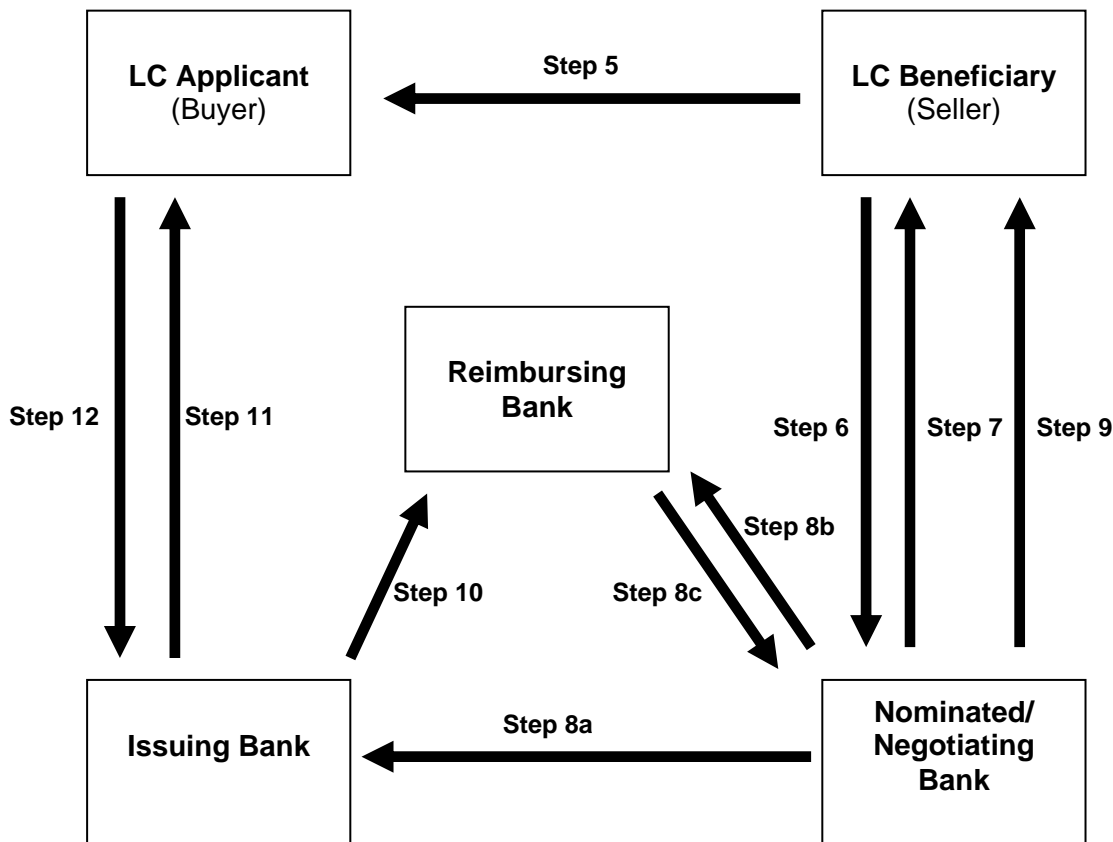 LC Applicant
(Buyer)
Step 5
LC Beneficiary
(Seller)
Step 12
Step 11
Reimbursing
Bank
Step 6
Step 7
Step 9
Step 8b
Step 10
Step 8c
Issuing Bank
Step 8a
Nominated/
Negotiating
Bank